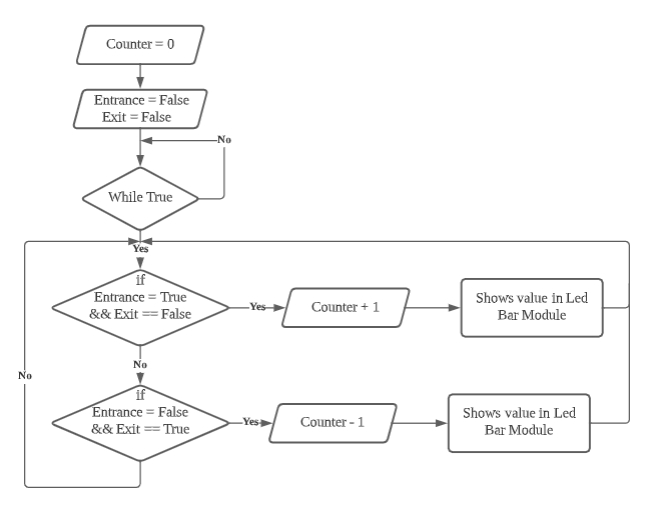 Counter = 0
Entrance = False
Exit = False
No
While True
Yes
if
Entrance = True
&& Exit == False
Yes
Counter + 1
Shows value in Led
Bar Module
No
No
if
Entrance = False
&& Exit == True
Yes
Counter - 1
Shows value in Led
Bar Module